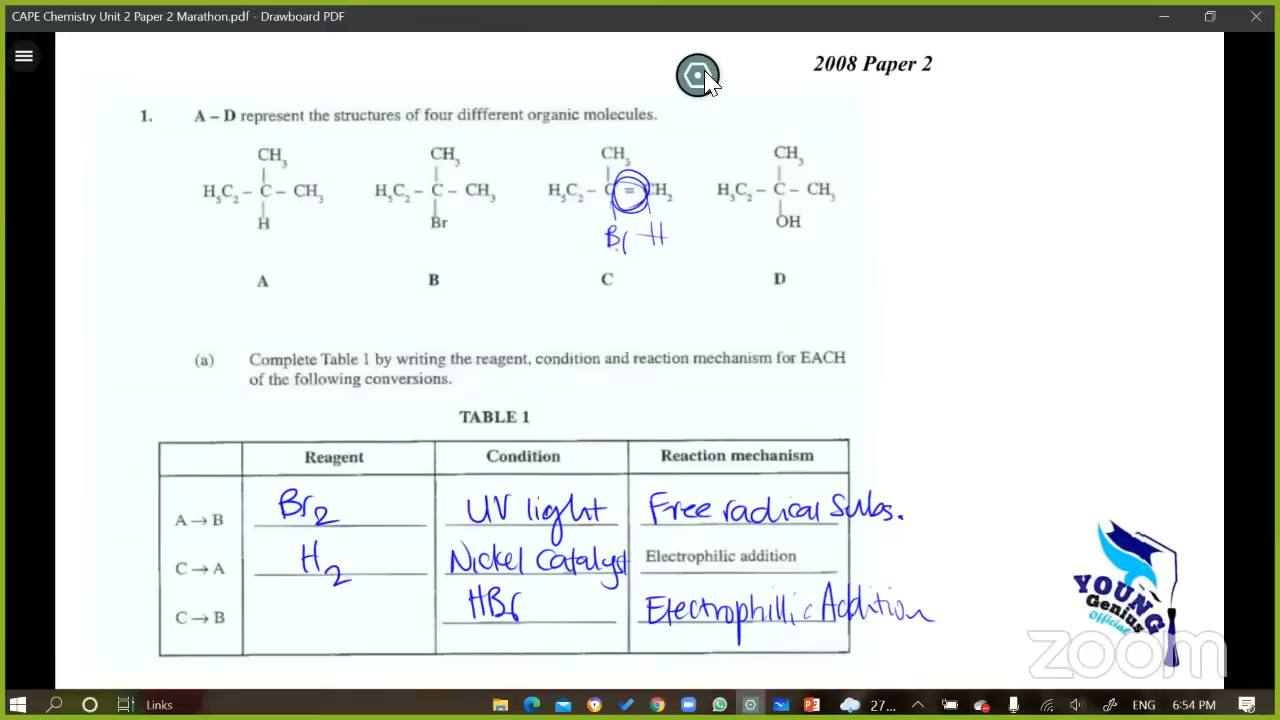 CAPE Chemistry Unit 2 Paper 2 Marathon.pdf - Drawboard PDF
2008 Paper 2
1. A – D represent the structures of four diffferent organic molecules.
CH3 CH3 CH3 CH3
H5C2 – C – CH3 H5C2 – C – CH3 H5C2 – C = CH2 H5C2 – C – CH3
H Br Br H OH
A B C D
(a) Complete Table 1 by writing the reagent, condition and reaction mechanism for EACH
of the following conversions.
TABLE 1
Reagent Condition Reaction mechanism
A → B Br2 UV light Free radical Subs.
C → A H2 Nickel Catalyst Electrophilic addition
C → B HBr Electrophillic Addition
YOUNG
Genius
Official
zoom
Links 27... ENG 6:54 PM